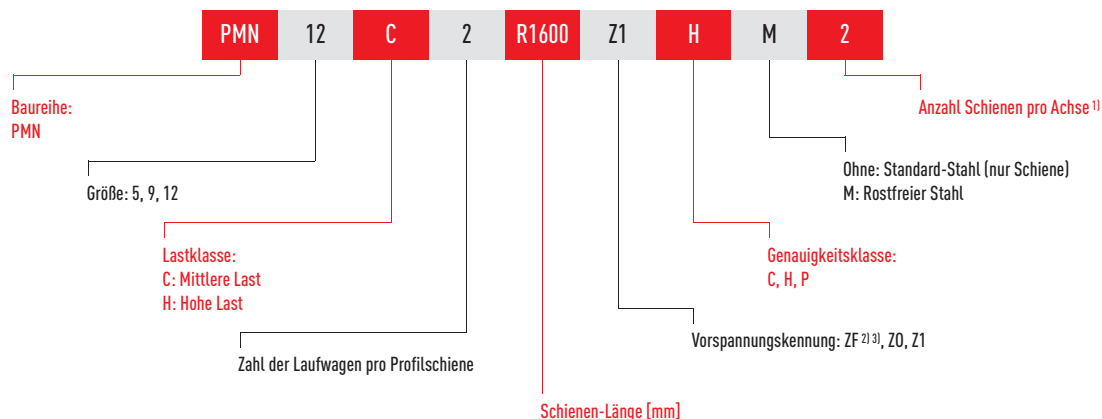 PMN 12 C 2 R1600 Z1 H M 2
Baureihe:
PMN
Anzahl Schienen pro Achse 1)
Ohne: Standard-Stahl (nur Schiene)
M: Rostfreier Stahl
Größe: 5, 9, 12
Lastklasse:
C: Mittlere Last
H: Hohe Last
Genauigkeitsklasse:
C, H, P
Vorspannungskennung: ZF 2) 3), Z0, Z1
Zahl der Laufwagen pro Profilschiene
Schienen-Länge [mm]